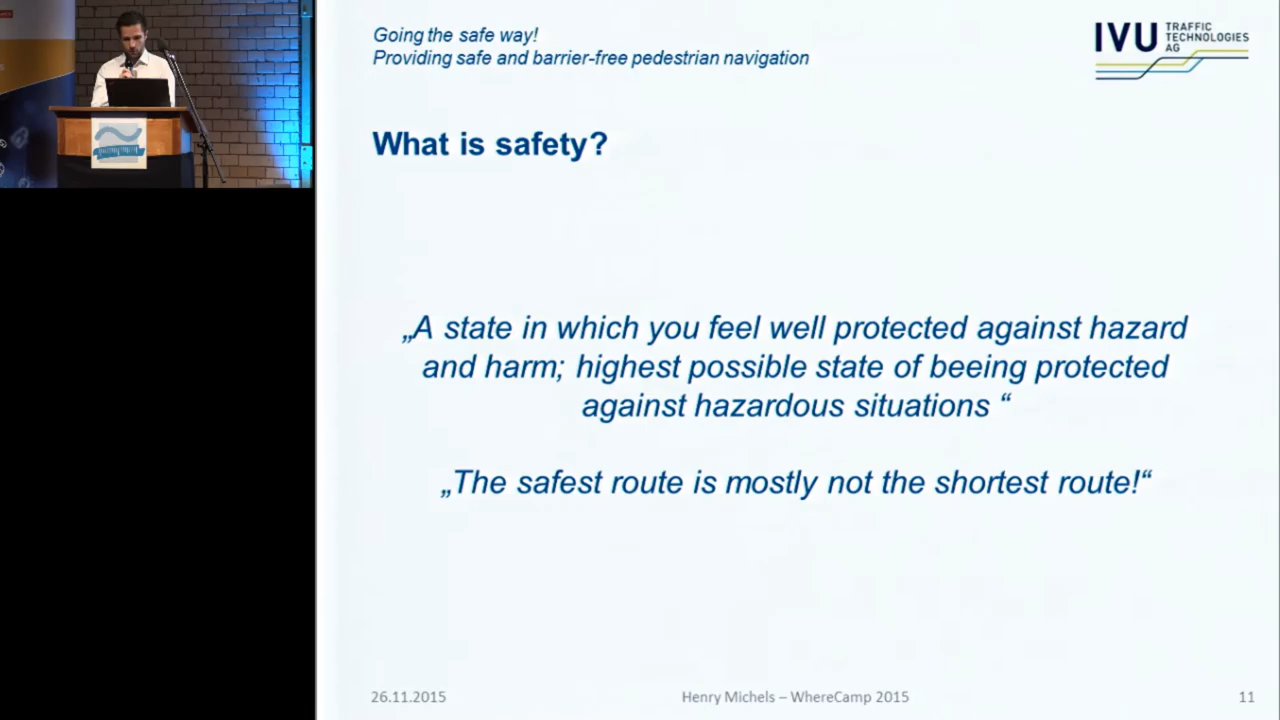 Going the safe way!
Providing safe and barrier-free pedestrian navigation
IVU TRAFFIC
TECHNOLOGIES
AG
What is safety?
„A state in which you feel well protected against hazard
and harm; highest possible state of beeing protected
against hazardous situations “
„The safest route is mostly not the shortest route!“
26.11.2015
Henry Michels – WhereCamp 2015
11